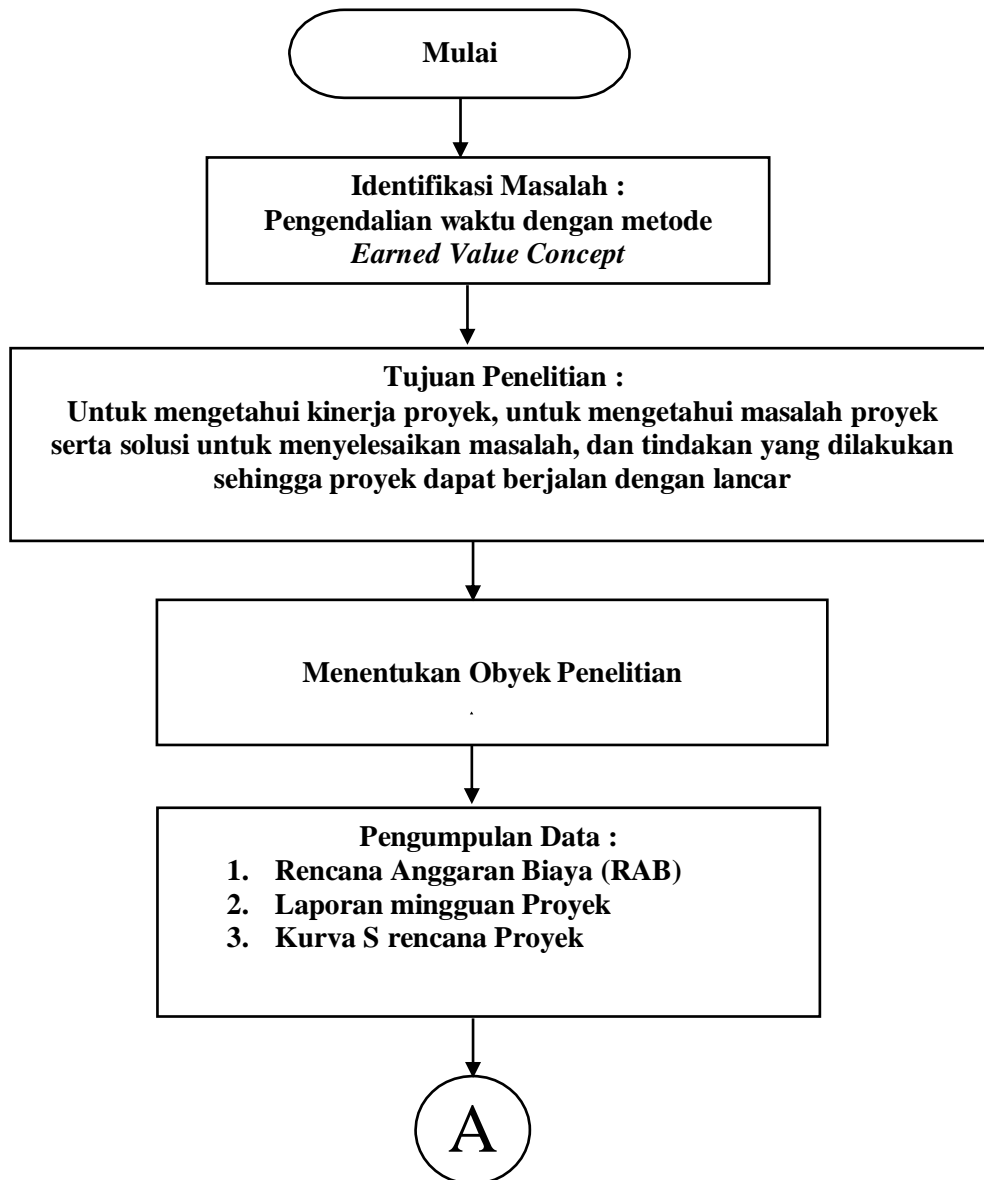 Mulai
Identifikasi Masalah :
Pengendalian waktu dengan metode
Earned Value Concept
Tujuan Penelitian :
Untuk mengetahui kinerja proyek, untuk mengetahui masalah proyek
serta solusi untuk menyelesaikan masalah, dan tindakan yang dilakukan
sehingga proyek dapat berjalan dengan lancar
Menentukan Obyek Penelitian
Pengumpulan Data :
1. Rencana Anggaran Biaya (RAB)
2. Laporan mingguan Proyek
3. Kurva S rencana Proyek
A